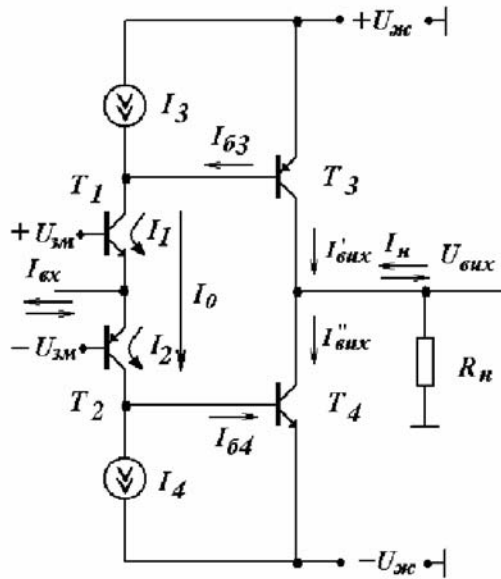 +Uж
I3
Iб3
T1
T3
+Uзм
I1
Iвх
I0
I'вих
Iн
Uвих
−Uзм
I2
I''вих
Rн
T2
T4
Iб4
I4
−Uж